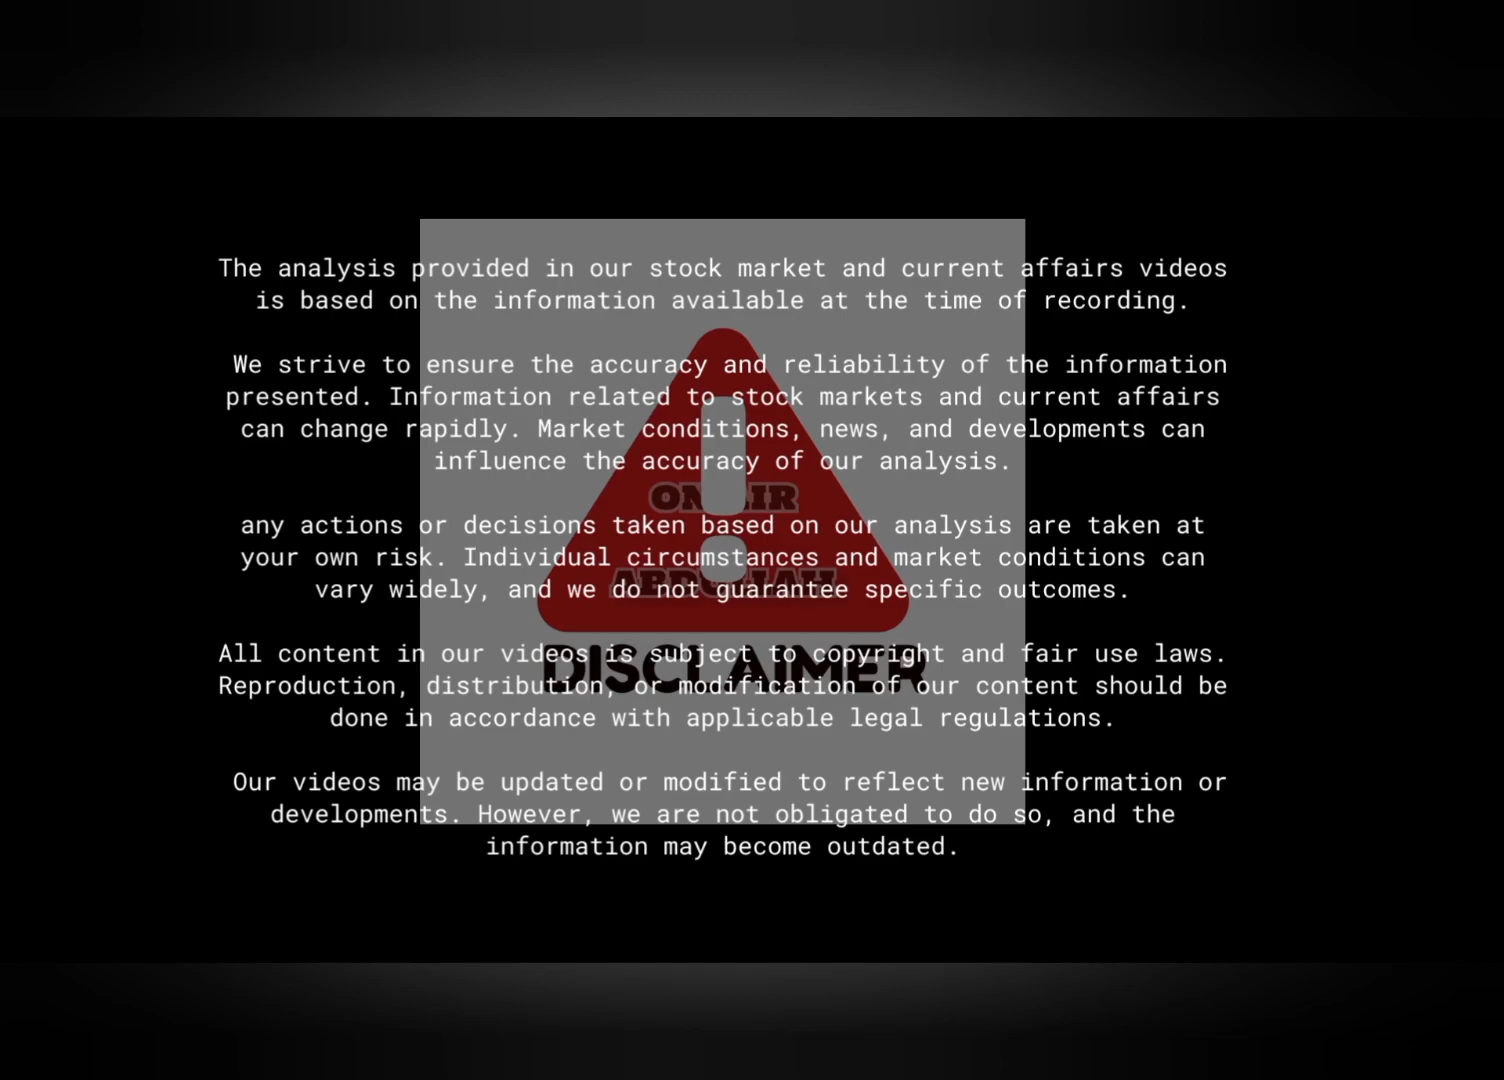 The analysis provided in our stock market and current affairs videos
is based on the information available at the time of recording.
We strive to ensure the accuracy and reliability of the information
presented. Information related to stock markets and current affairs
can change rapidly. Market conditions, news, and developments can
influence the accuracy of our analysis.
ON AIR
any actions or decisions taken based on our analysis are taken at
your own risk. Individual circumstances and market conditions can
vary widely, and we do not guarantee specific outcomes.
ABDULLAH
All content in our videos is subject to copyright and fair use laws.
DISCLAIMER
Reproduction, distribution, or modification of our content should be
done in accordance with applicable legal regulations.
Our videos may be updated or modified to reflect new information or
developments. However, we are not obligated to do so, and the
information may become outdated.